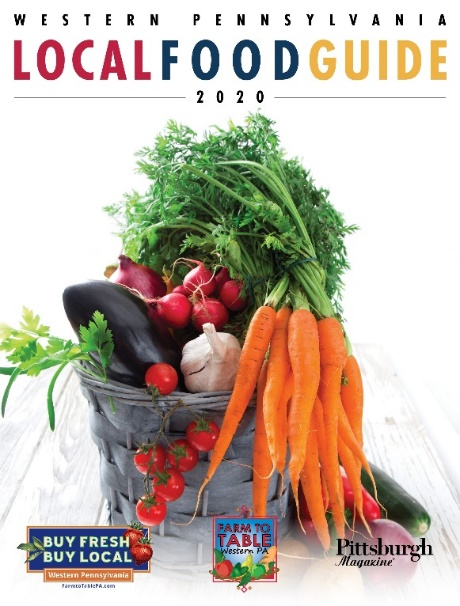 WESTERN PENNSYLVANIA
LOCALFOODGUIDE
2020
BUY FRESH
BUY LOCAL
Western Pennsylvania
FarmtoTablePA.com
FARM TO
TABLE
Western PA
Pittsburgh
Magazine